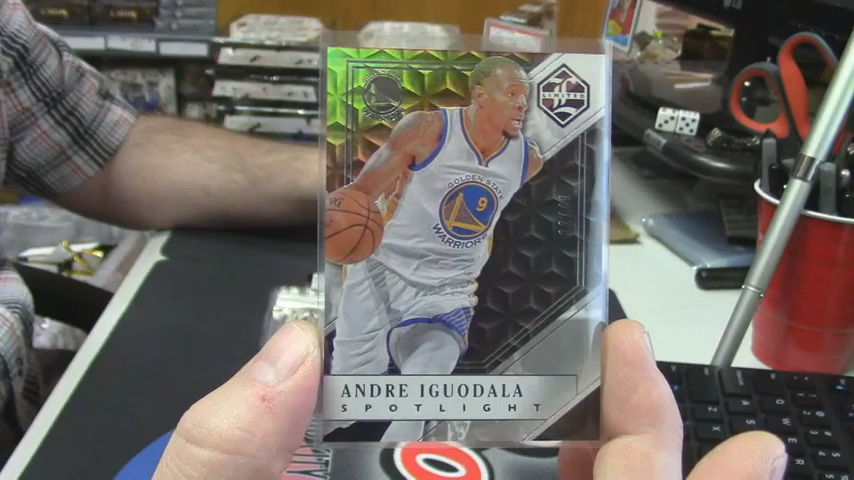 LIMITED
GOLDEN STATE
9
WARRIORS
ANDRE IGUODALA
SPOTLIGHT